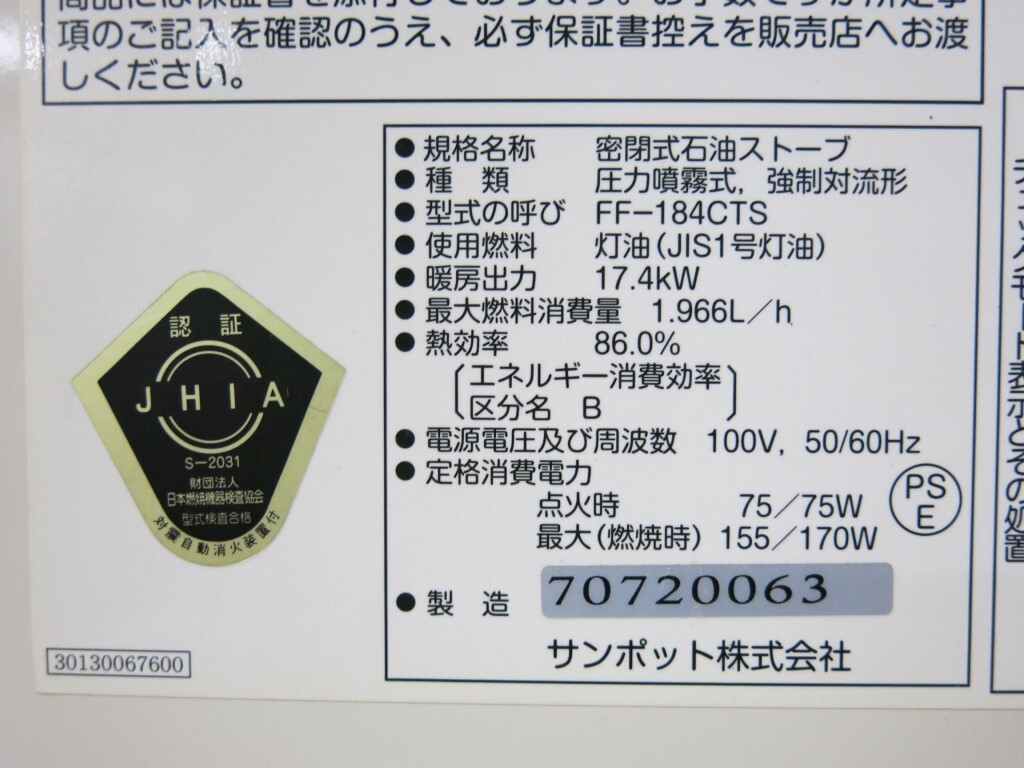 項のご記入を確認のうえ、必ず保証書控えを販売店へお渡
しください。
●規格名称 密閉式石油ストーブ
●種 類 圧力噴霧式，強制対流形
●型式の呼び FF-184CTS
●使用燃料 灯油(JIS1号灯油)
●暖房出力 17.4kW
●最大燃料消費量 1.966L／h
●熱効率 86.0%
〔エネルギー消費効率〕
〔区分名 B〕
●電源電圧及び周波数 100V，50/60Hz
●定格消費電力
点火時 75／75W
最大(燃焼時) 155／170W
PS
E
●製 造 70720063
サンポット株式会社
認 証
JHIA
S-2031
財団法人
日本燃焼機器検査協会
型式検査合格
対震自動消火装置付
30130067600
表示とその処置